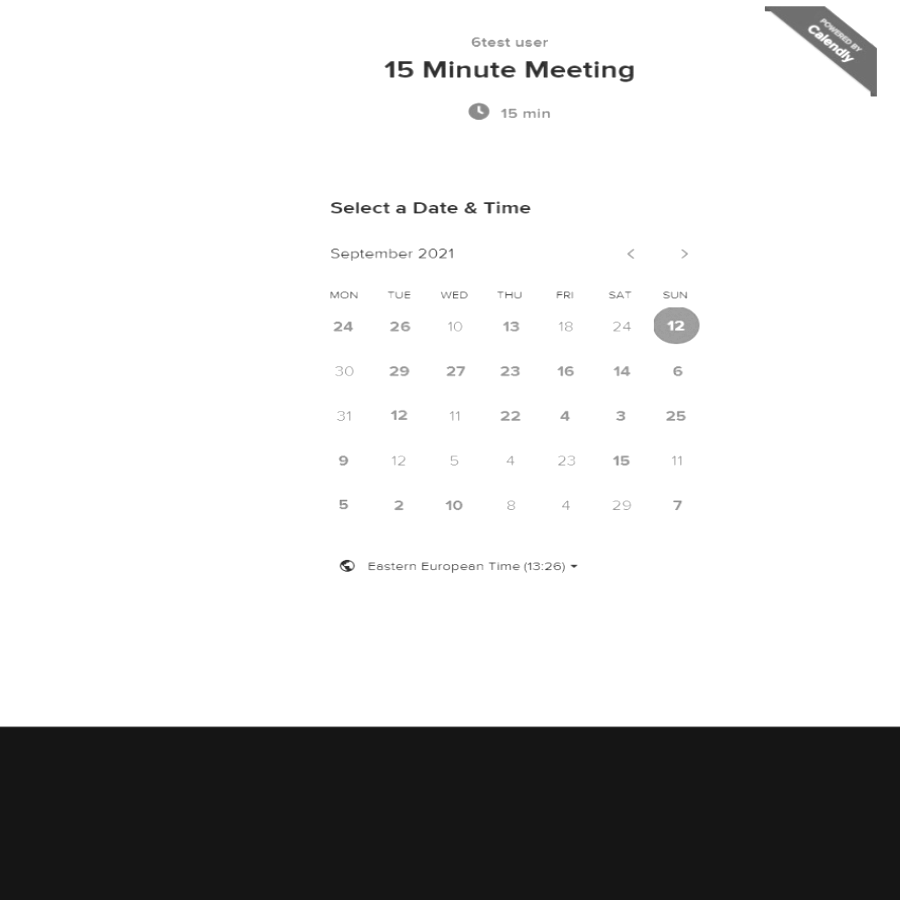 6test user
POWERED BY
Calendly
15 Minute Meeting
15 min
Select a Date & Time
September 2021
MON TUE WED THU FRI SAT SUN
24 26 10 13 18 24 12
30 29 27 23 16 14 6
31 12 11 22 4 3 25
9 12 5 4 23 15 11
5 2 10 8 4 29 7
Eastern European Time (13:26)